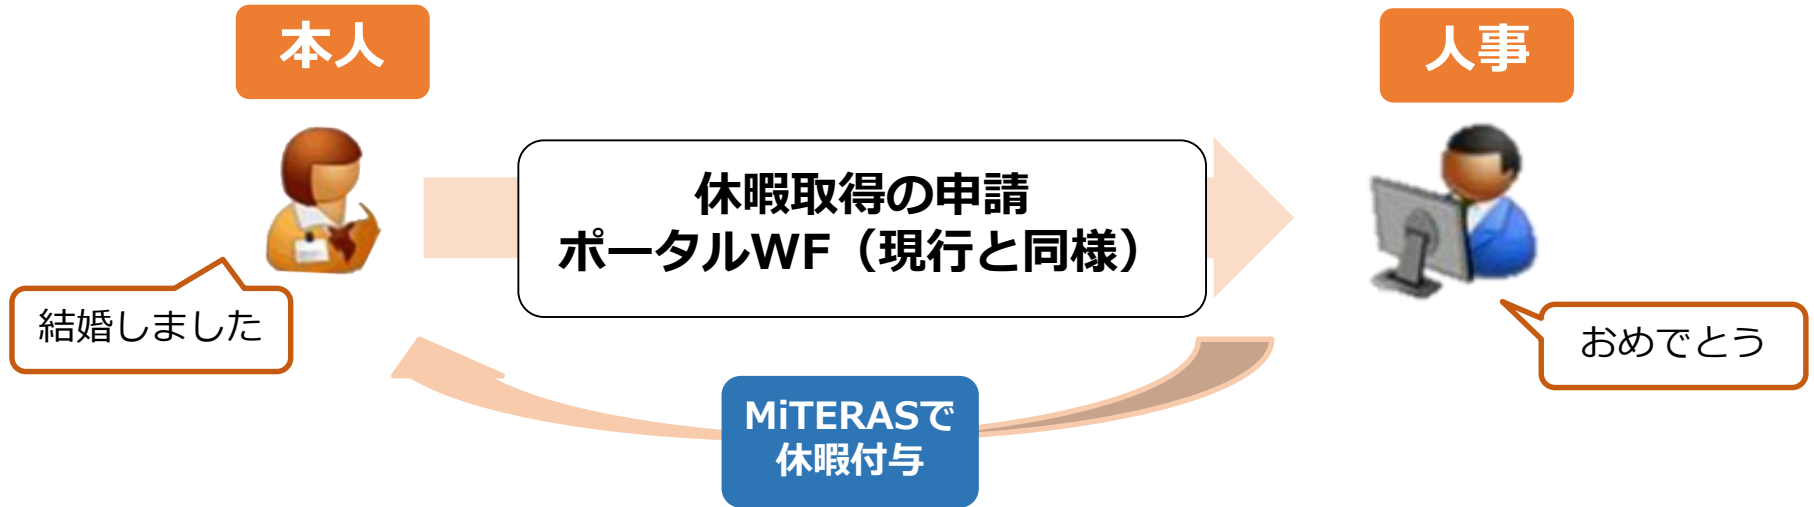 本人
人事
休暇取得の申請
ポータルWF（現行と同様）
結婚しました
おめでとう
MiTERASで
休暇付与